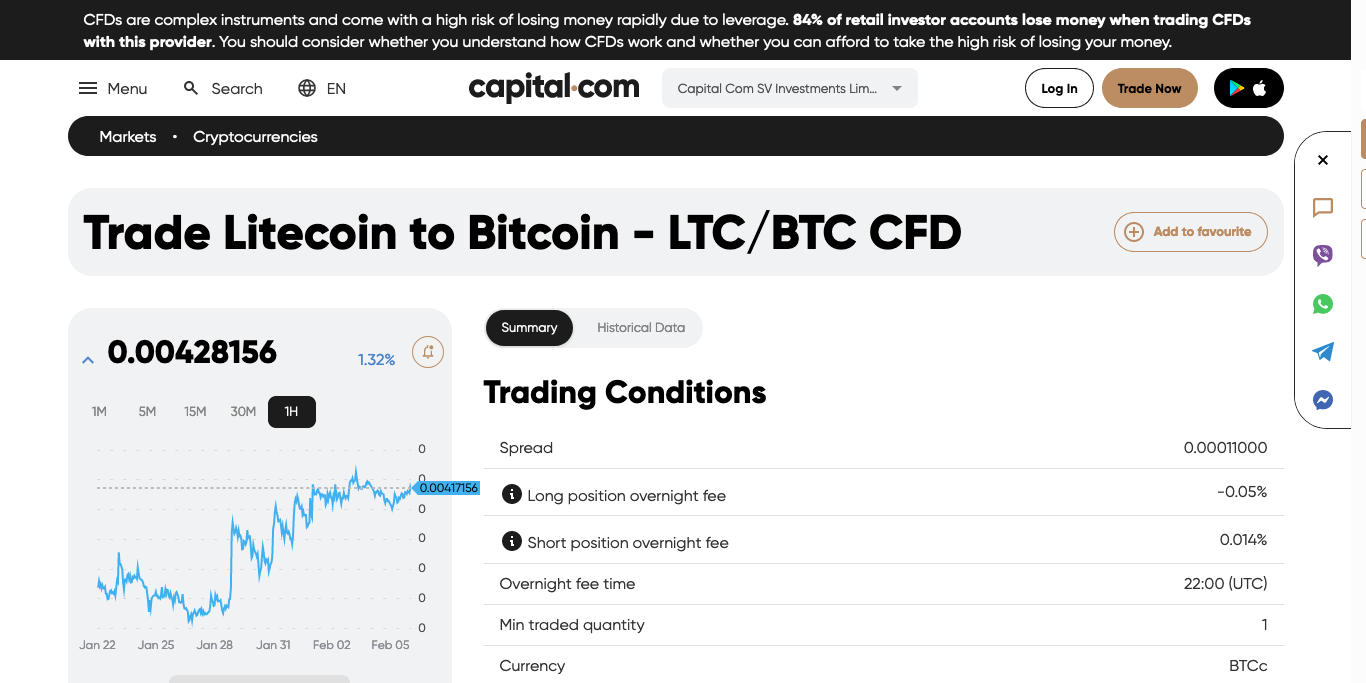 CFDs are complex instruments and come with a high risk of losing money rapidly due to leverage. 84% of retail investor accounts lose money when trading CFDs
with this provider. You should consider whether you understand how CFDs work and whether you can afford to take the high risk of losing your money.
Menu Search EN capital.com Capital Com SV Investments Lim... Log In Trade Now
Markets • Cryptocurrencies
Trade Litecoin to Bitcoin - LTC/BTC CFD
Add to favourite
0.00428156 1.32%
1M 5M 15M 30M 1H
0
0
0.00417156
0
0
0
0
0
Jan 22 Jan 25 Jan 28 Jan 31 Feb 02 Feb 05
Summary Historical Data
Trading Conditions
Spread 0.00011000
Long position overnight fee -0.05%
Short position overnight fee 0.014%
Overnight fee time 22:00 (UTC)
Min traded quantity 1
Currency BTCc